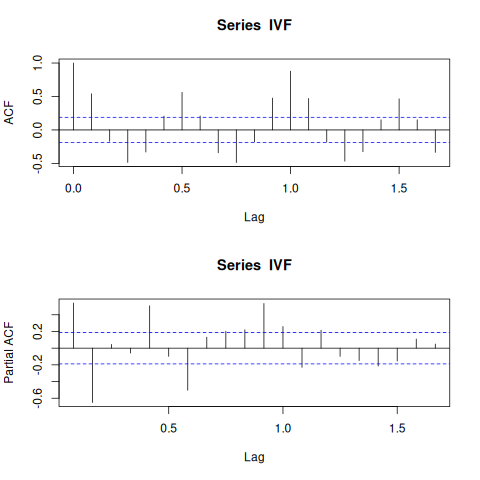 Series IVF
1.0
0.5
0.0
-0.5
ACF
0.0 0.5 1.0 1.5
Lag
Series IVF
0.2
-0.2
-0.6
Partial ACF
0.5 1.0 1.5
Lag